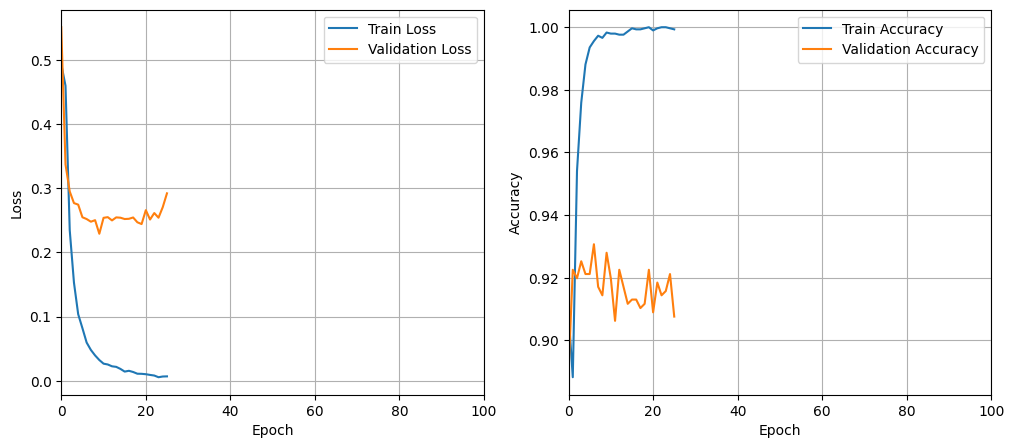 Train Loss
Validation Loss
0.5
0.4
0.3
0.2
0.1
0.0
Loss
0 20 40 60 80 100
Epoch
Train Accuracy
Validation Accuracy
1.00
0.98
0.96
0.94
0.92
0.90
Accuracy
0 20 40 60 80 100
Epoch